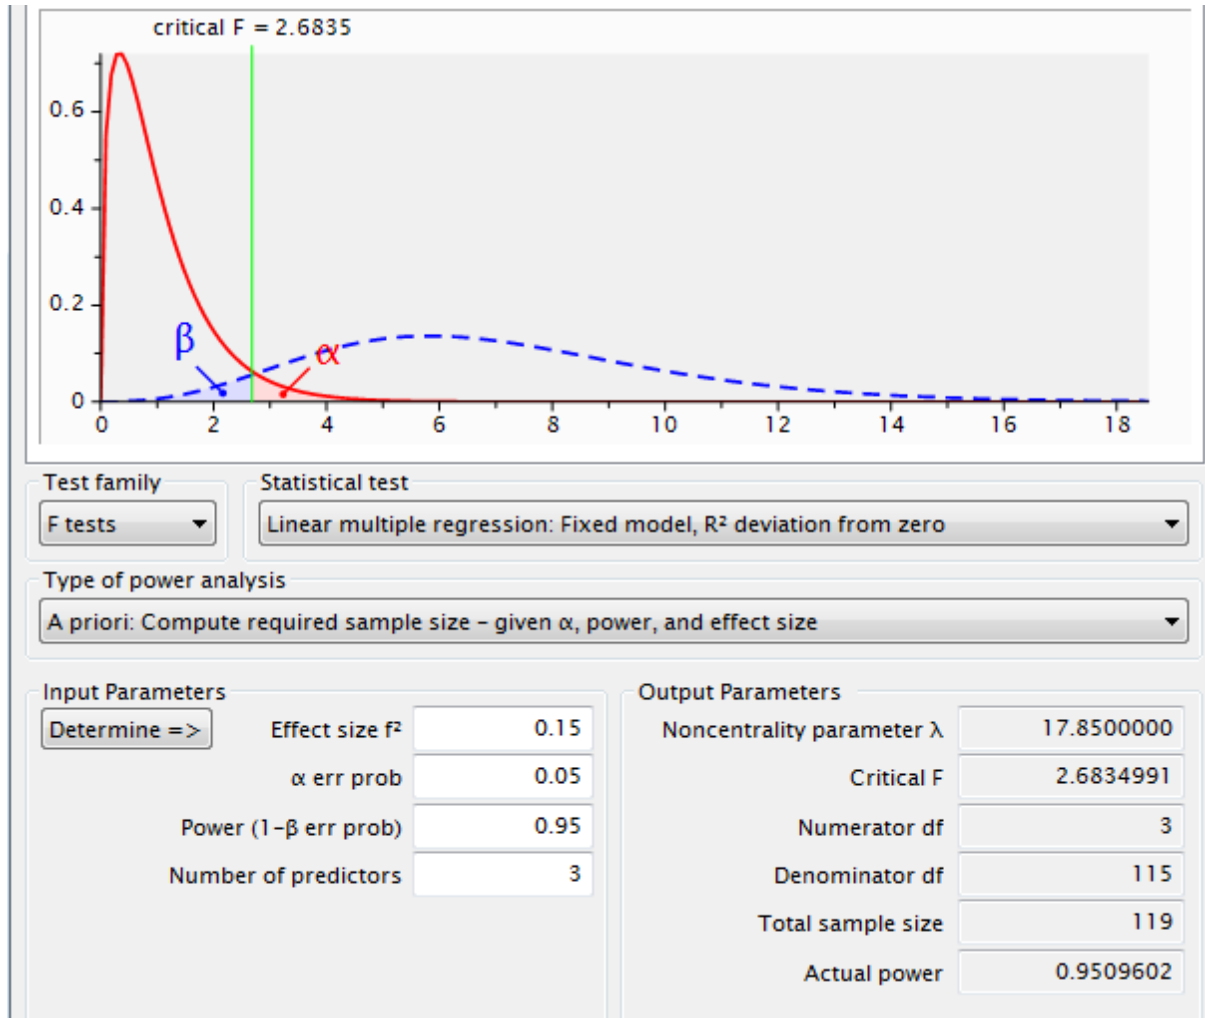 critical F = 2.6835
0.6
0.4
0.2
0
β
α
0 2 4 6 8 10 12 14 16 18
Test family
Statistical test
F tests
Linear multiple regression: Fixed model, R² deviation from zero
Type of power analysis
A priori: Compute required sample size – given α, power, and effect size
Input Parameters
Determine =>
Effect size f² 0.15
α err prob 0.05
Power (1–β err prob) 0.95
Number of predictors 3
Output Parameters
Noncentrality parameter λ 17.8500000
Critical F 2.6834991
Numerator df 3
Denominator df 115
Total sample size 119
Actual power 0.9509602